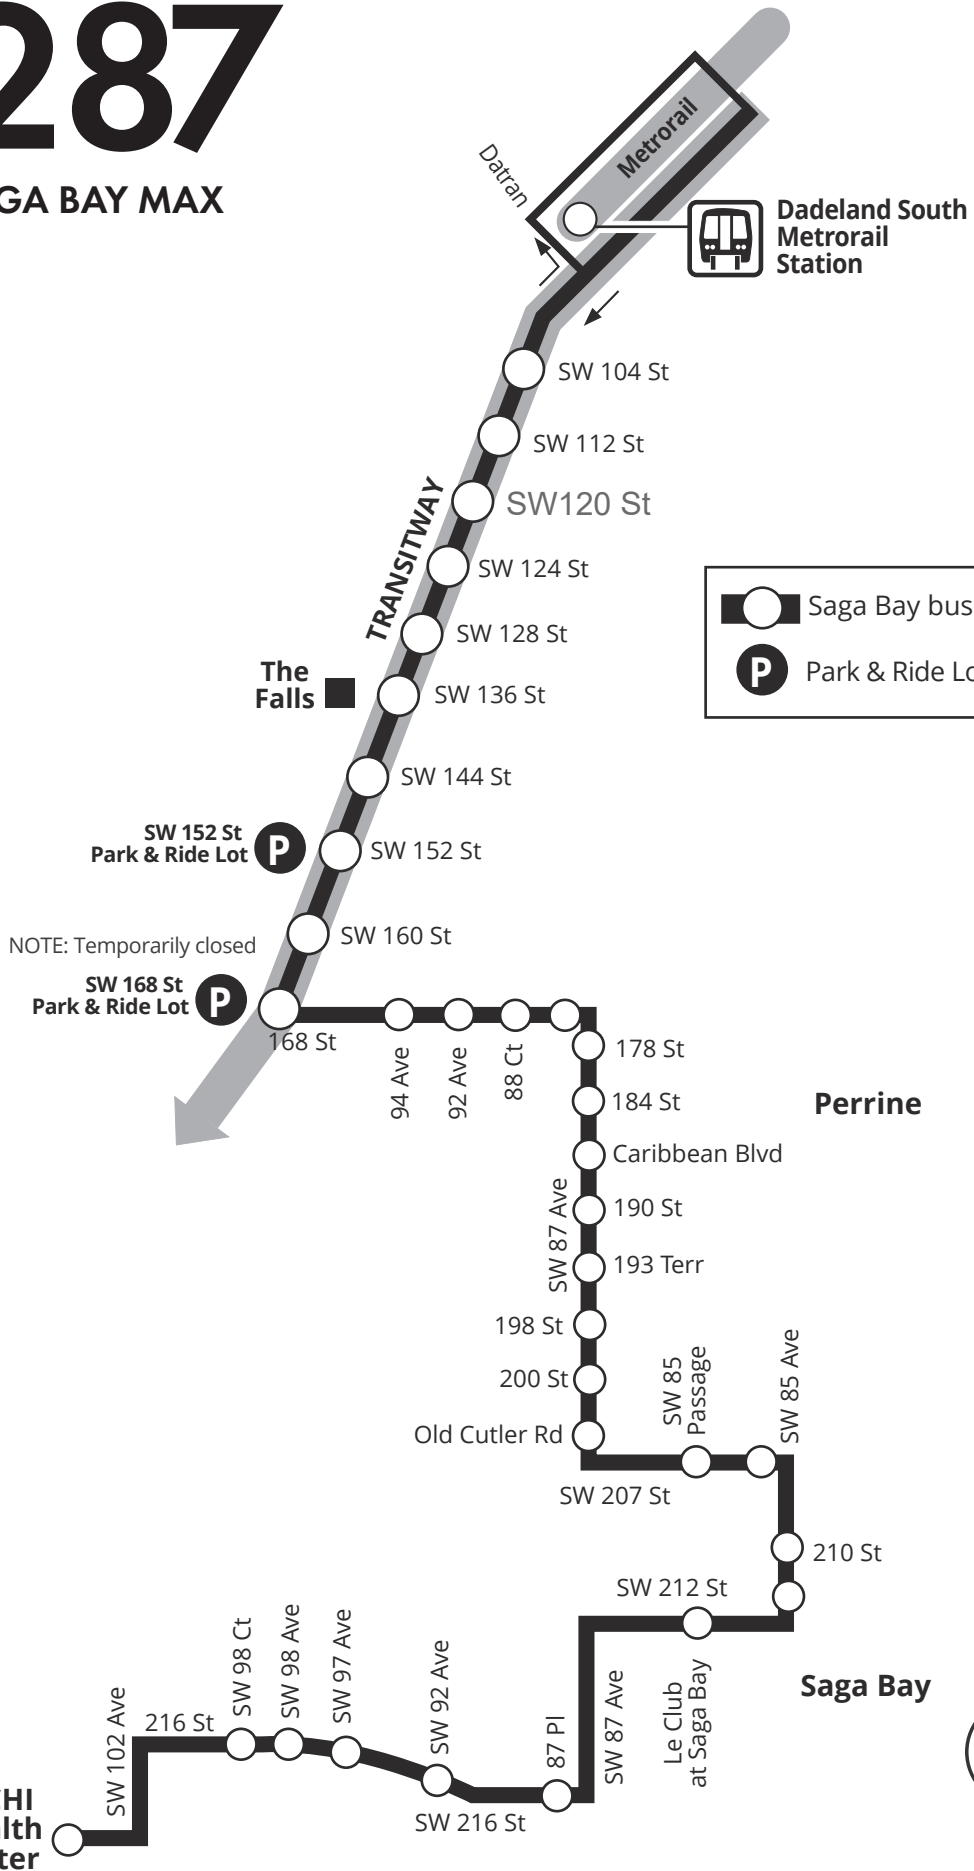 287
GA BAY MAX
Metrorail
Datran
Dadeland South
Metrorail
Station
SW 104 St
SW 112 St
SW120 St
TRANSITWAY
SW 124 St
Saga Bay bus
SW 128 St
P Park & Ride Lo
The
Falls
SW 136 St
SW 144 St
SW 152 St
Park & Ride Lot
P
SW 152 St
SW 160 St
NOTE: Temporarily closed
SW 168 St
Park & Ride Lot
P
168 St
94 Ave
92 Ave
88 Ct
178 St
184 St
Perrine
Caribbean Blvd
SW 87 Ave
190 St
193 Terr
198 St
200 St
SW 85
Passage
SW 85 Ave
Old Cutler Rd
SW 207 St
210 St
SW 212 St
Saga Bay
Le Club
at Saga Bay
SW 87 Ave
87 Pl
SW 92 Ave
SW 97 Ave
SW 98 Ave
SW 98 Ct
216 St
SW 102 Ave
SW 216 St
CHI
alth
ter